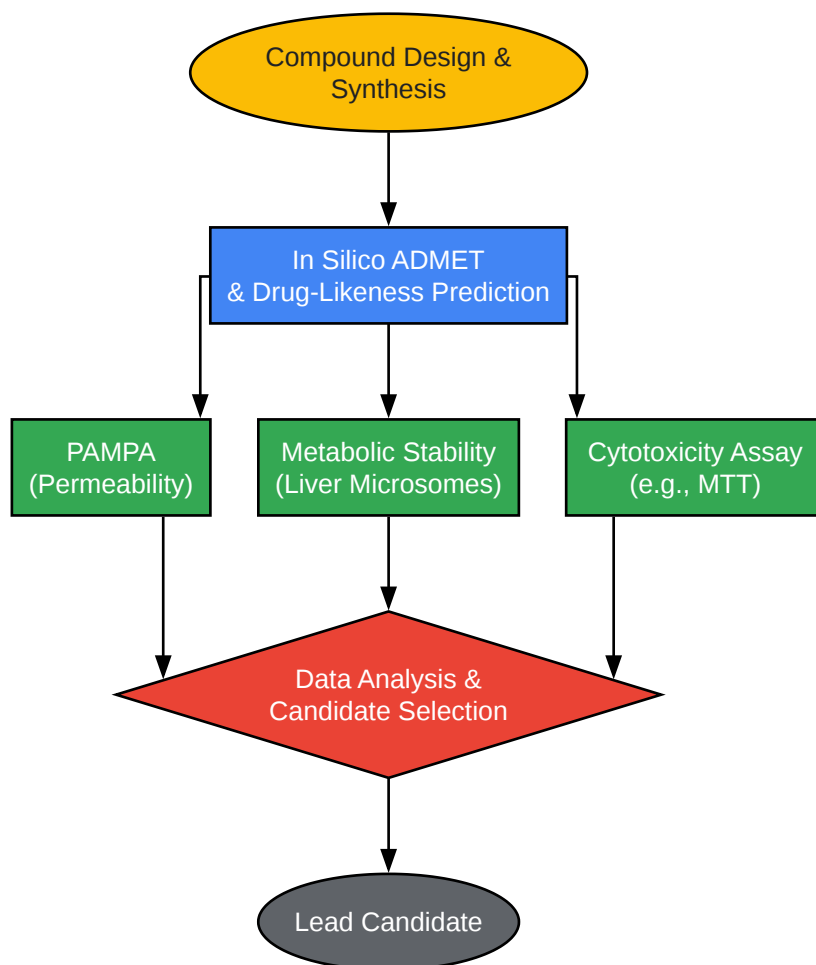 Compound Design &
Synthesis
In Silico ADMET
& Drug-Likeness Prediction
PAMPA
(Permeability)
Metabolic Stability
(Liver Microsomes)
Cytotoxicity Assay
(e.g., MTT)
Data Analysis &
Candidate Selection
Lead Candidate